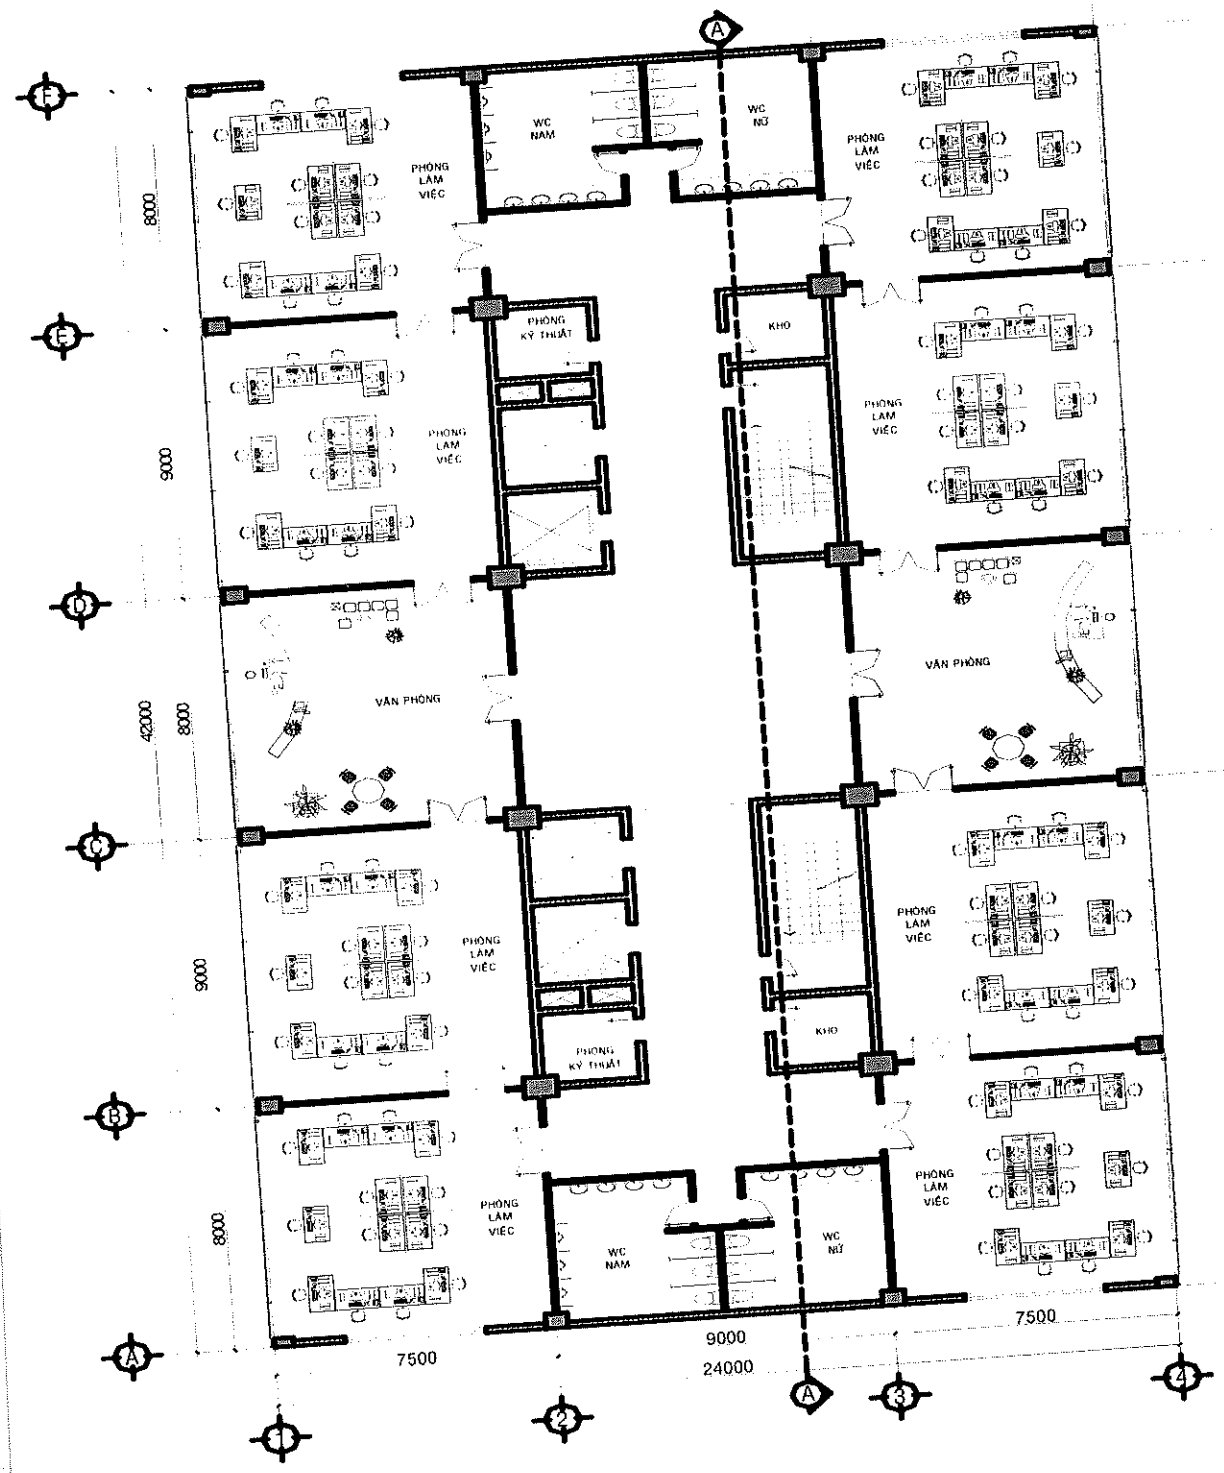 A
F
WC
NAM
WC
NỮ
PHÒNG
LÀM
VIỆC
PHÒNG
LÀM
VIỆC
8000
E
PHÒNG
KỸ THUẬT
KHO
PHÒNG
LÀM
VIỆC
PHÒNG
LÀM
VIỆC
9000
D
VĂN PHÒNG
VĂN PHÒNG
42000
8000
C
PHÒNG
LÀM
VIỆC
PHÒNG
LÀM
VIỆC
9000
PHÒNG
KỸ THUẬT
KHO
B
PHÒNG
LÀM
VIỆC
PHÒNG
LÀM
VIỆC
8000
WC
NAM
WC
NỮ
A
7500
9000
7500
24000
A
1
2
3
4